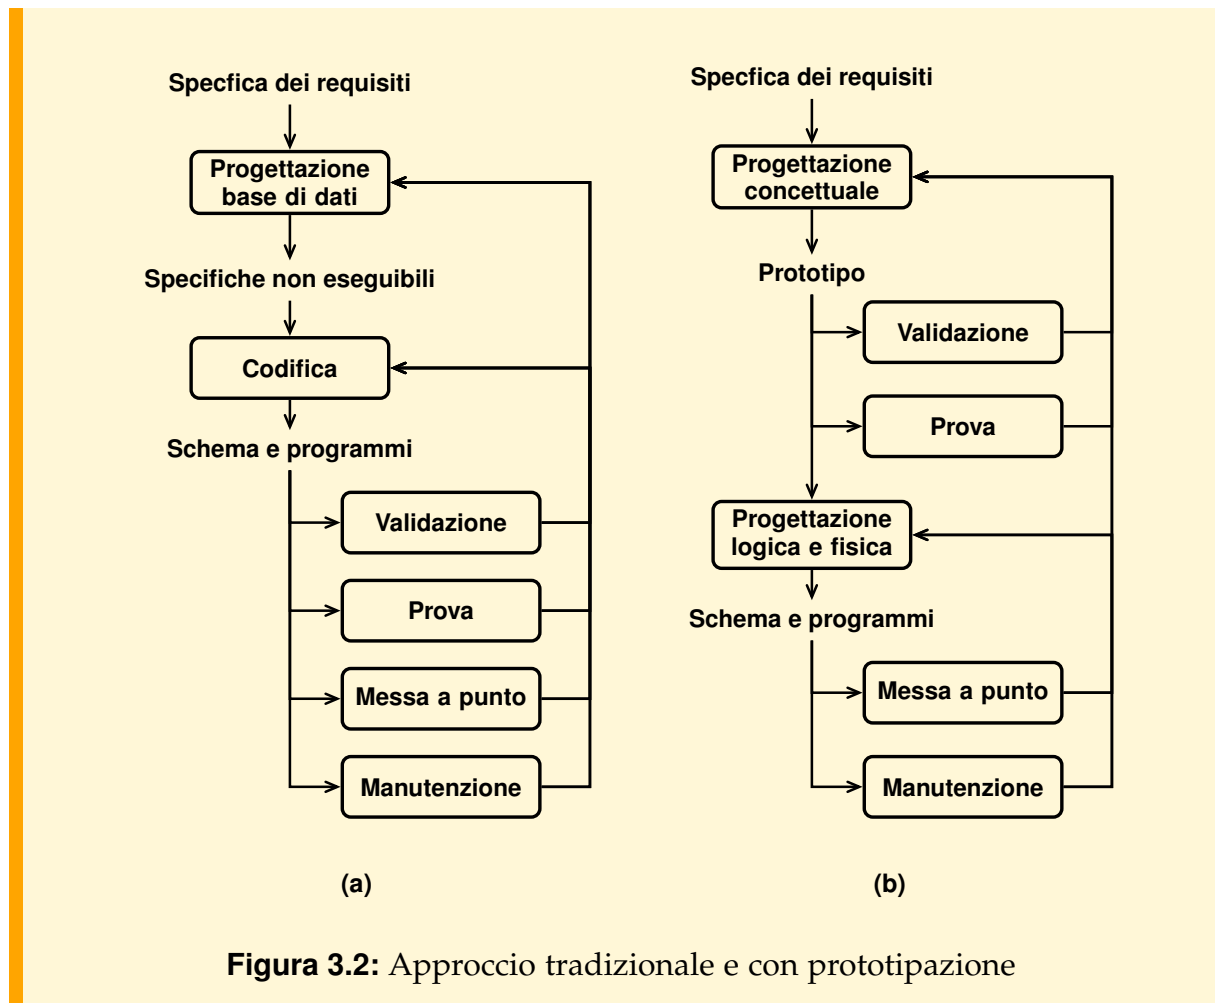 Specfica dei requisiti
Progettazione
base di dati
Specifiche non eseguibili
Codifica
Schema e programmi
Validazione
Prova
Messa a punto
Manutenzione
(a)
Specfica dei requisiti
Progettazione
concettuale
Prototipo
Validazione
Prova
Progettazione
logica e fisica
Schema e programmi
Messa a punto
Manutenzione
(b)
Figura 3.2: Approccio tradizionale e con prototipazione